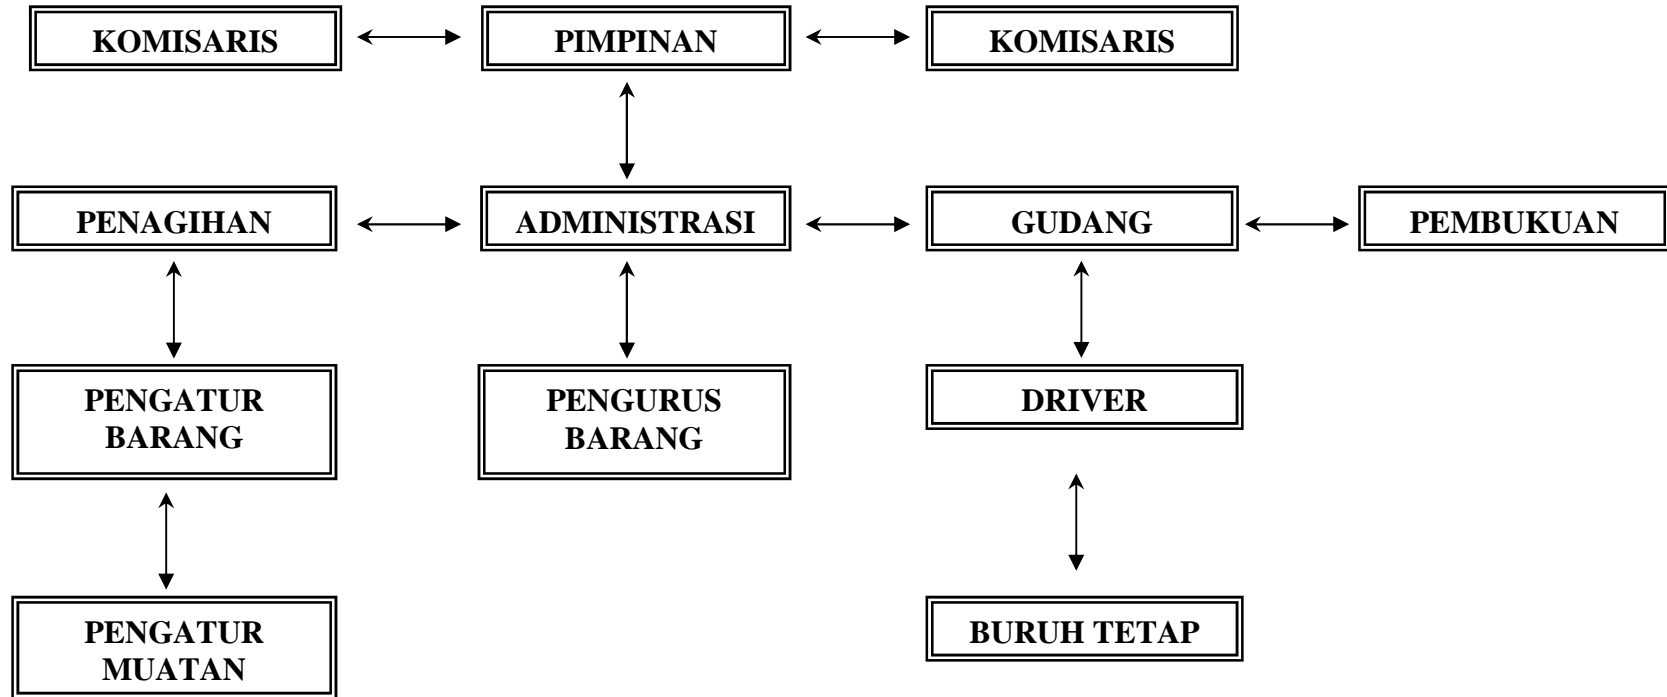 KOMISARIS
PIMPINAN
KOMISARIS
PENAGIHAN
ADMINISTRASI
GUDANG
PEMBUKUAN
PENGATUR
BARANG
PENGURUS
BARANG
DRIVER
PENGATUR
MUATAN
BURUH TETAP